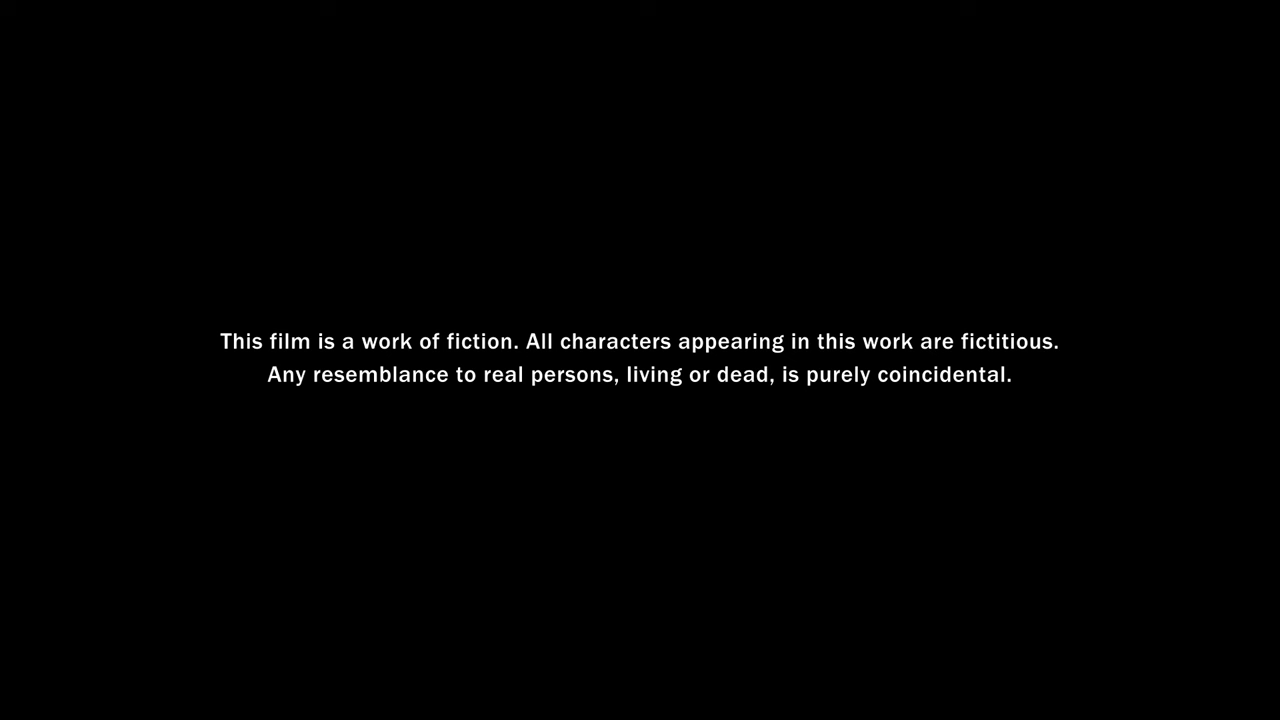 This film is a work of fiction. All characters appearing in this work are fictitious.
Any resemblance to real persons, living or dead, is purely coincidental.